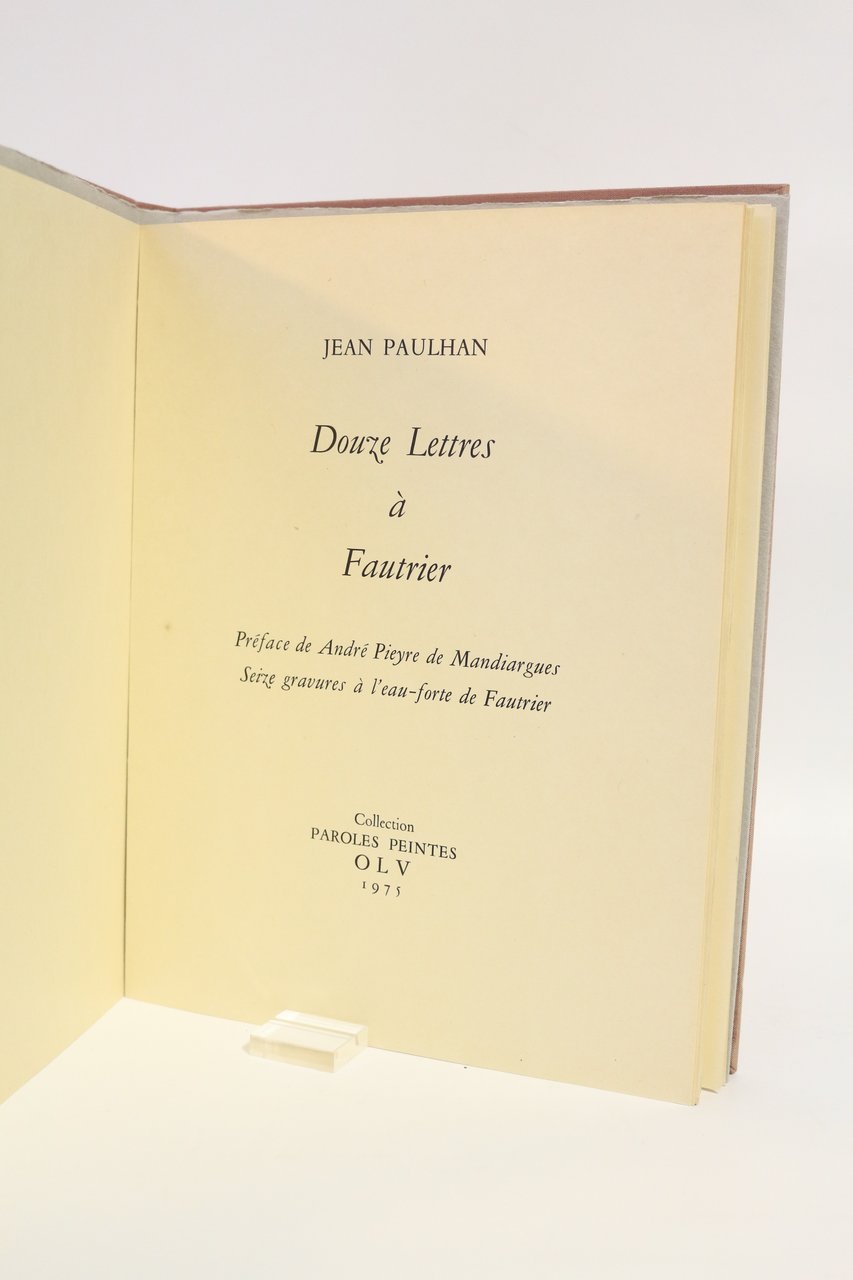 JEAN PAULHAN
Douze Lettres
à
Fautrier
Préface de André Pieyre de Mandiargues
Seize gravures à l'eau-forte de Fautrier
Collection
PAROLES PEINTES
OLV
1975